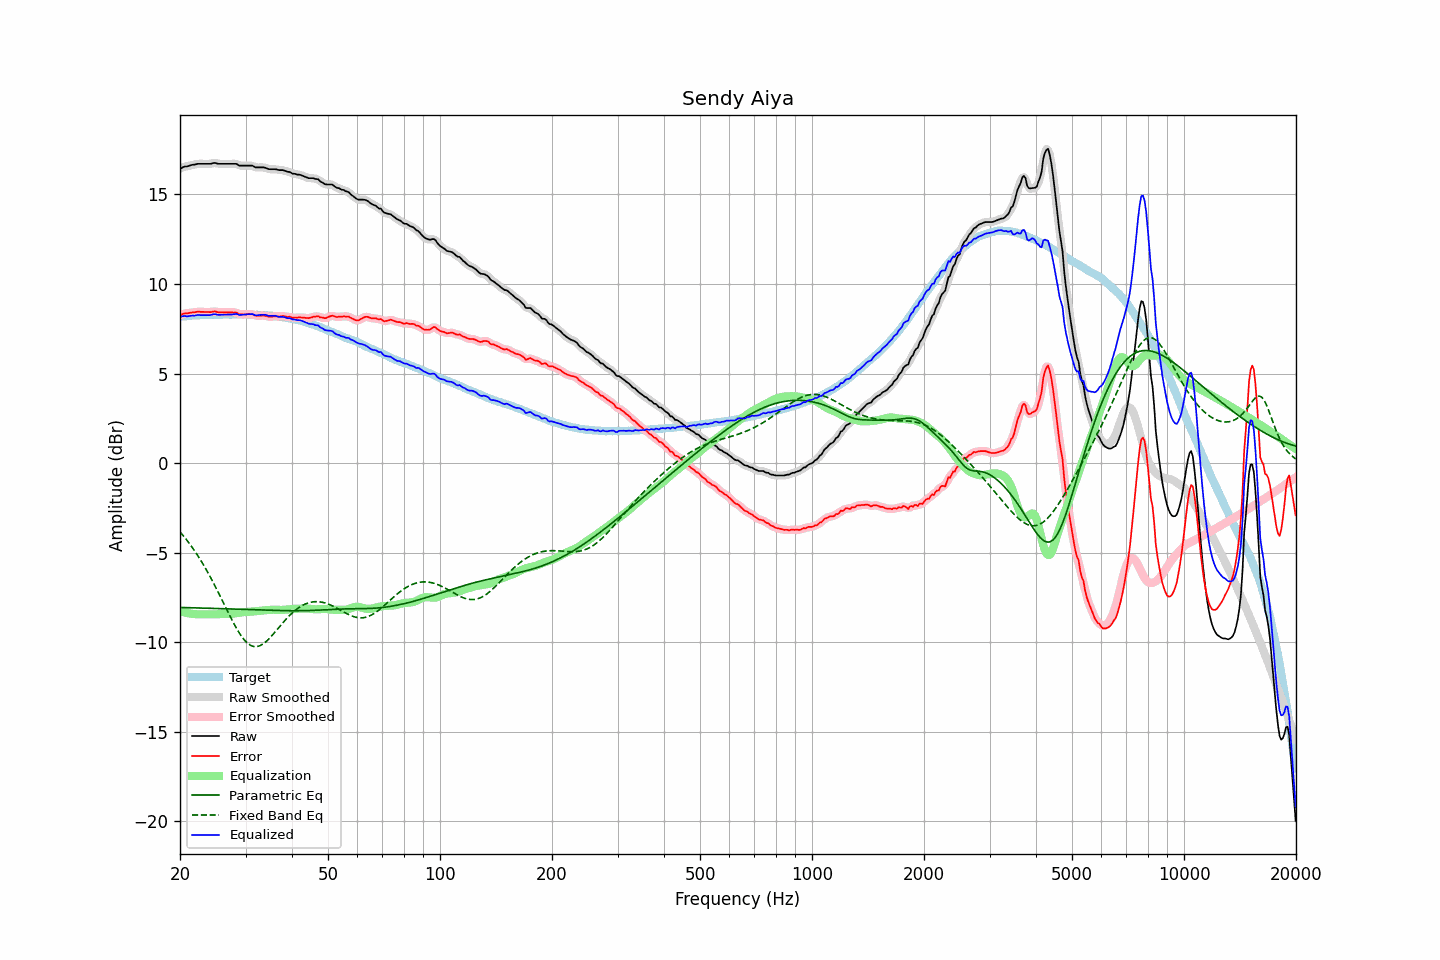 Sendy Aiya
Amplitude (dBr)
15
10
5
0
−5
−10
−15
−20
Target
Raw Smoothed
Error Smoothed
Raw
Error
Equalization
Parametric Eq
Fixed Band Eq
Equalized
20 50 100 200 500 1000 2000 5000 10000 20000
Frequency (Hz)